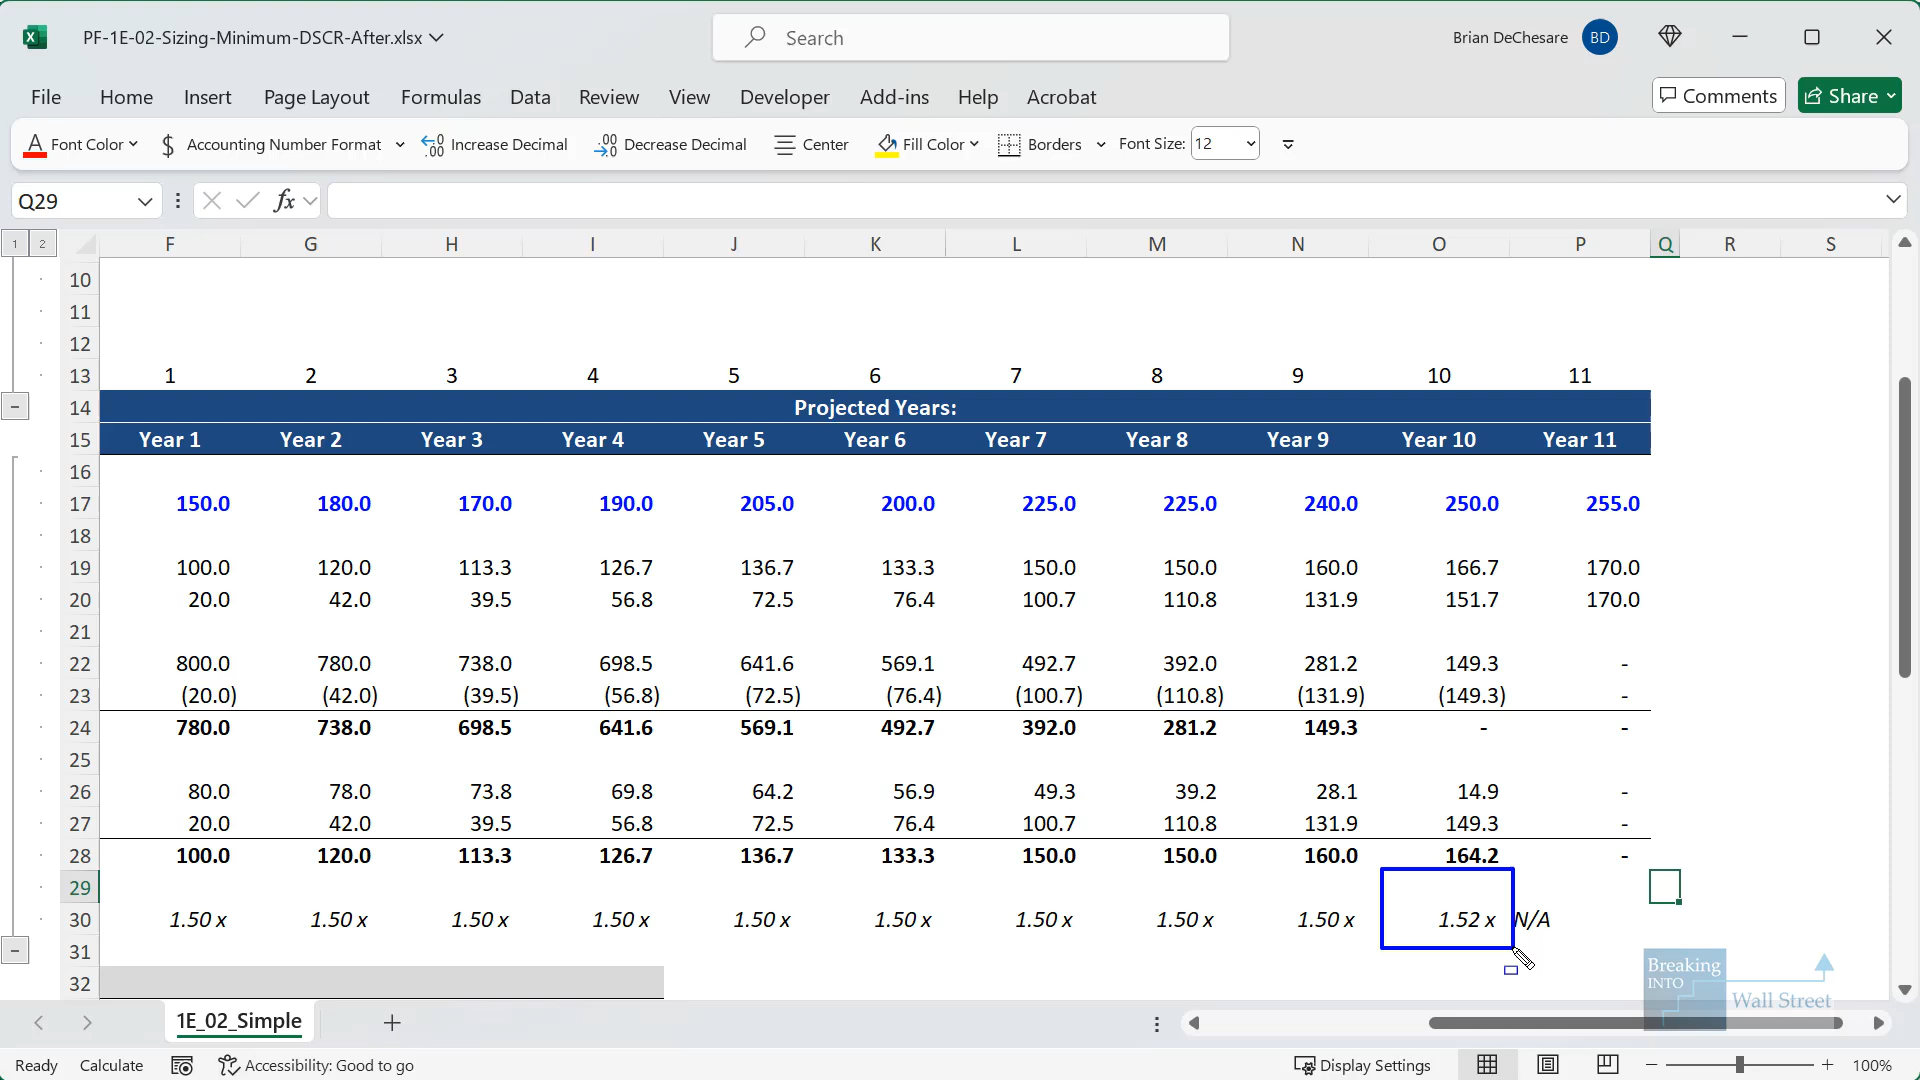 PF-1E-02-Sizing-Minimum-DSCR-After.xlsx
Search
Brian DeChesare BD
File Home Insert Page Layout Formulas Data Review View Developer Add-ins Help Acrobat Comments Share
Font Color Accounting Number Format Increase Decimal Decrease Decimal Center Fill Color Borders Font Size: 12
Q29 fx
1 2 F G H I J K L M N O P Q R S
10
11
12
13 1 2 3 4 5 6 7 8 9 10 11
14 Projected Years:
15 Year 1 Year 2 Year 3 Year 4 Year 5 Year 6 Year 7 Year 8 Year 9 Year 10 Year 11
16
17 150.0 180.0 170.0 190.0 205.0 200.0 225.0 225.0 240.0 250.0 255.0
18
19 100.0 120.0 113.3 126.7 136.7 133.3 150.0 150.0 160.0 166.7 170.0
20 20.0 42.0 39.5 56.8 72.5 76.4 100.7 110.8 131.9 151.7 170.0
21
22 800.0 780.0 738.0 698.5 641.6 569.1 492.7 392.0 281.2 149.3 -
23 (20.0) (42.0) (39.5) (56.8) (72.5) (76.4) (100.7) (110.8) (131.9) (149.3) -
24 780.0 738.0 698.5 641.6 569.1 492.7 392.0 281.2 149.3 - -
25
26 80.0 78.0 73.8 69.8 64.2 56.9 49.3 39.2 28.1 14.9 -
27 20.0 42.0 39.5 56.8 72.5 76.4 100.7 110.8 131.9 149.3 -
28 100.0 120.0 113.3 126.7 136.7 133.3 150.0 150.0 160.0 164.2 -
29
30 1.50 x 1.50 x 1.50 x 1.50 x 1.50 x 1.50 x 1.50 x 1.50 x 1.50 x 1.52 x N/A
31
32
Breaking
INTO
Wall Street
1E_02_Simple
Ready Calculate Accessibility: Good to go Display Settings 100%